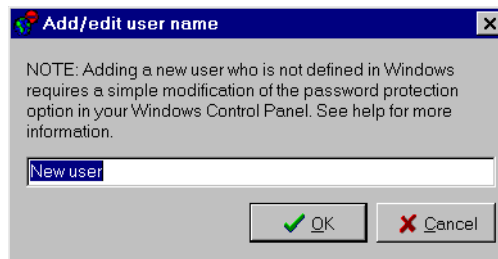 Add/edit user name
NOTE: Adding a new user who is not defined in Windows
requires a simple modification of the password protection
option in your Windows Control Panel. See help for more
information.
New user
OK
Cancel